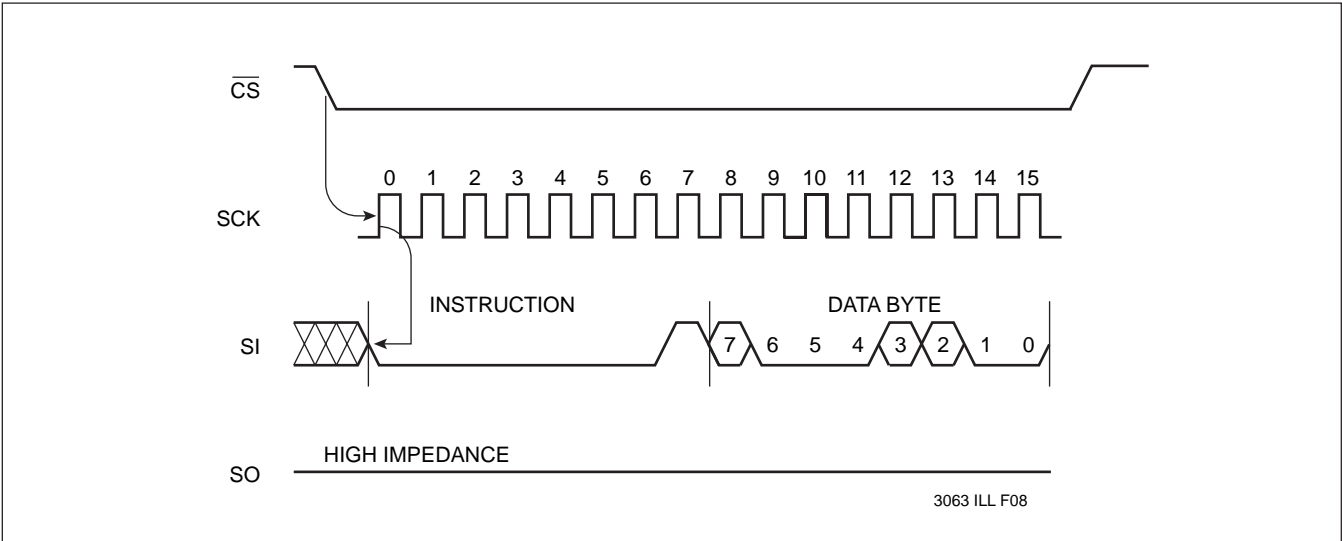 CS
0 1 2 3 4 5 6 7 8 9 10 11 12 13 14 15
SCK
INSTRUCTION DATA BYTE
SI 7 6 5 4 3 2 1 0
HIGH IMPEDANCE
SO
3063 ILL F08